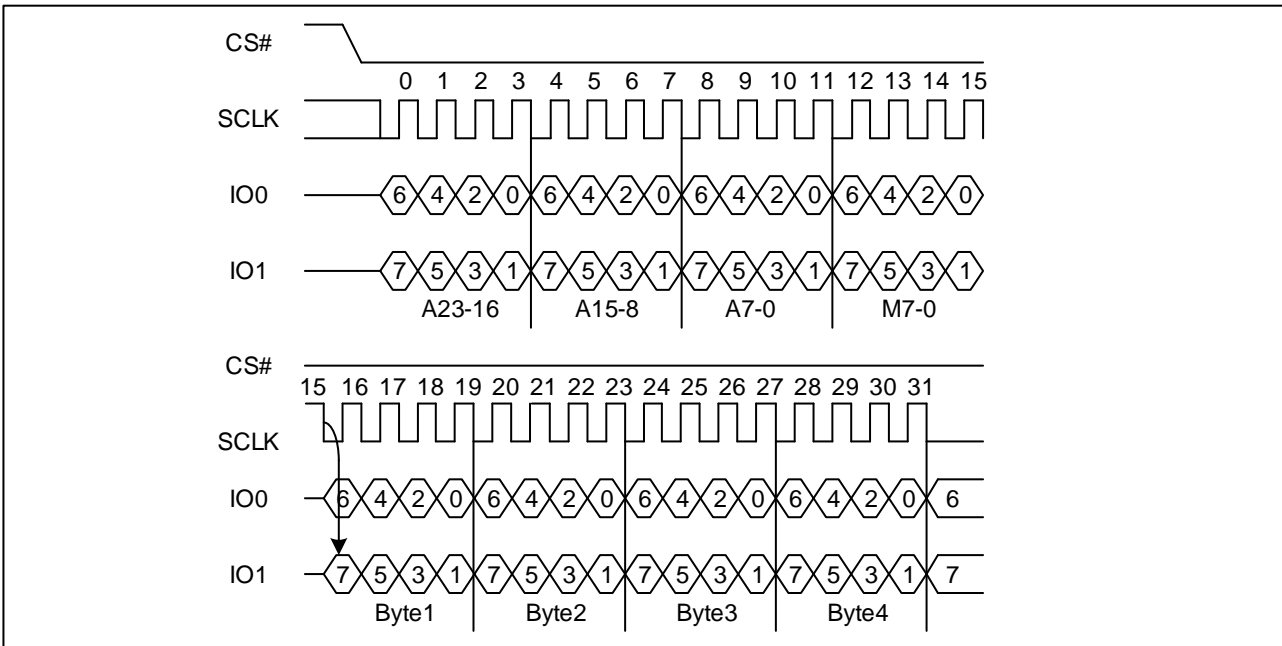 CS#
0 1 2 3 4 5 6 7 8 9 10 11 12 13 14 15
SCLK
IO0 6 4 2 0 6 4 2 0 6 4 2 0 6 4 2 0
IO1 7 5 3 1 7 5 3 1 7 5 3 1 7 5 3 1
A23-16 A15-8 A7-0 M7-0
CS#
15 16 17 18 19 20 21 22 23 24 25 26 27 28 29 30 31
SCLK
IO0 6 4 2 0 6 4 2 0 6 4 2 0 6 4 2 0 6
IO1 7 5 3 1 7 5 3 1 7 5 3 1 7 5 3 1 7
Byte1 Byte2 Byte3 Byte4